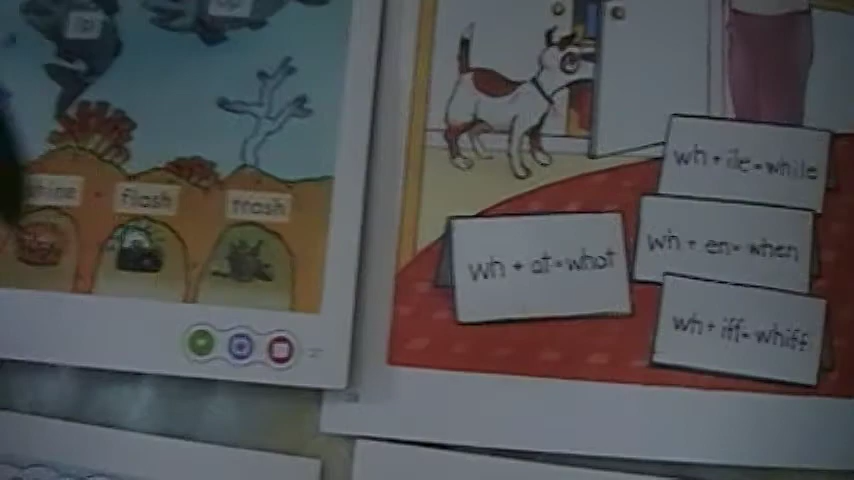 flash
trash
wh + ile = while
wh + en = when
wh + at = what
wh + iff = whiff